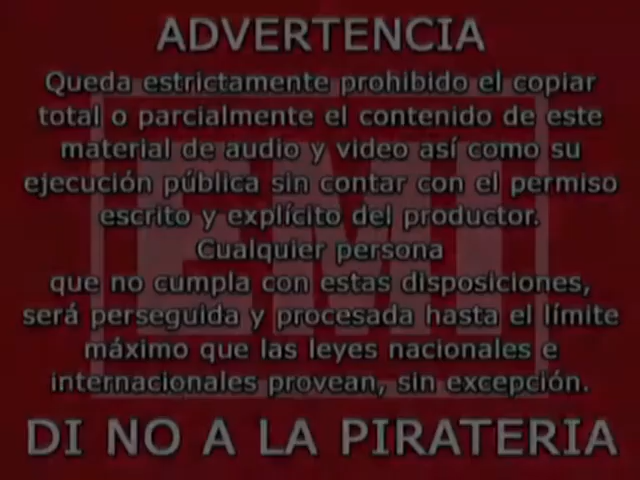 ADVERTENCIA
Queda estrictamente prohibido el copiar
total o parcialmente el contenido de este
material de audio y video así como su
ejecución pública sin contar con el permiso
escrito y explícito del productor.
Cualquier persona
que no cumpla con estas disposiciones,
será perseguida y procesada hasta el límite
máximo que las leyes nacionales e
internacionales provean, sin excepción.
DI NO A LA PIRATERIA
EMI